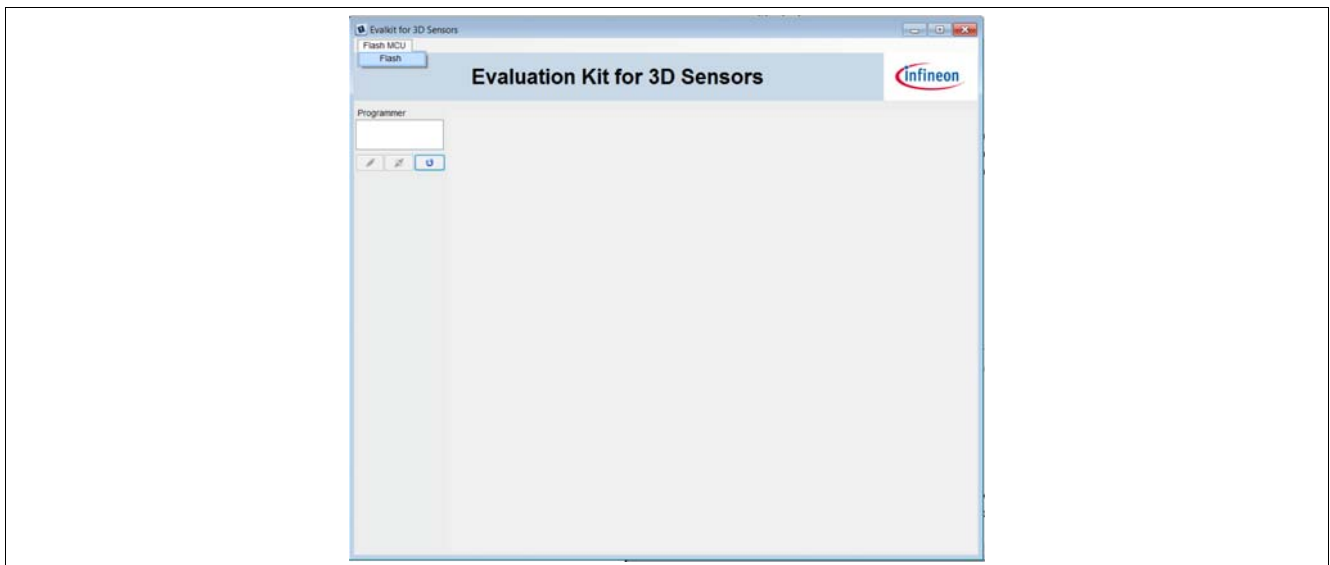 Evalkit for 3D Sensors
Flash MCU
Flash
Evaluation Kit for 3D Sensors
infineon
Programmer